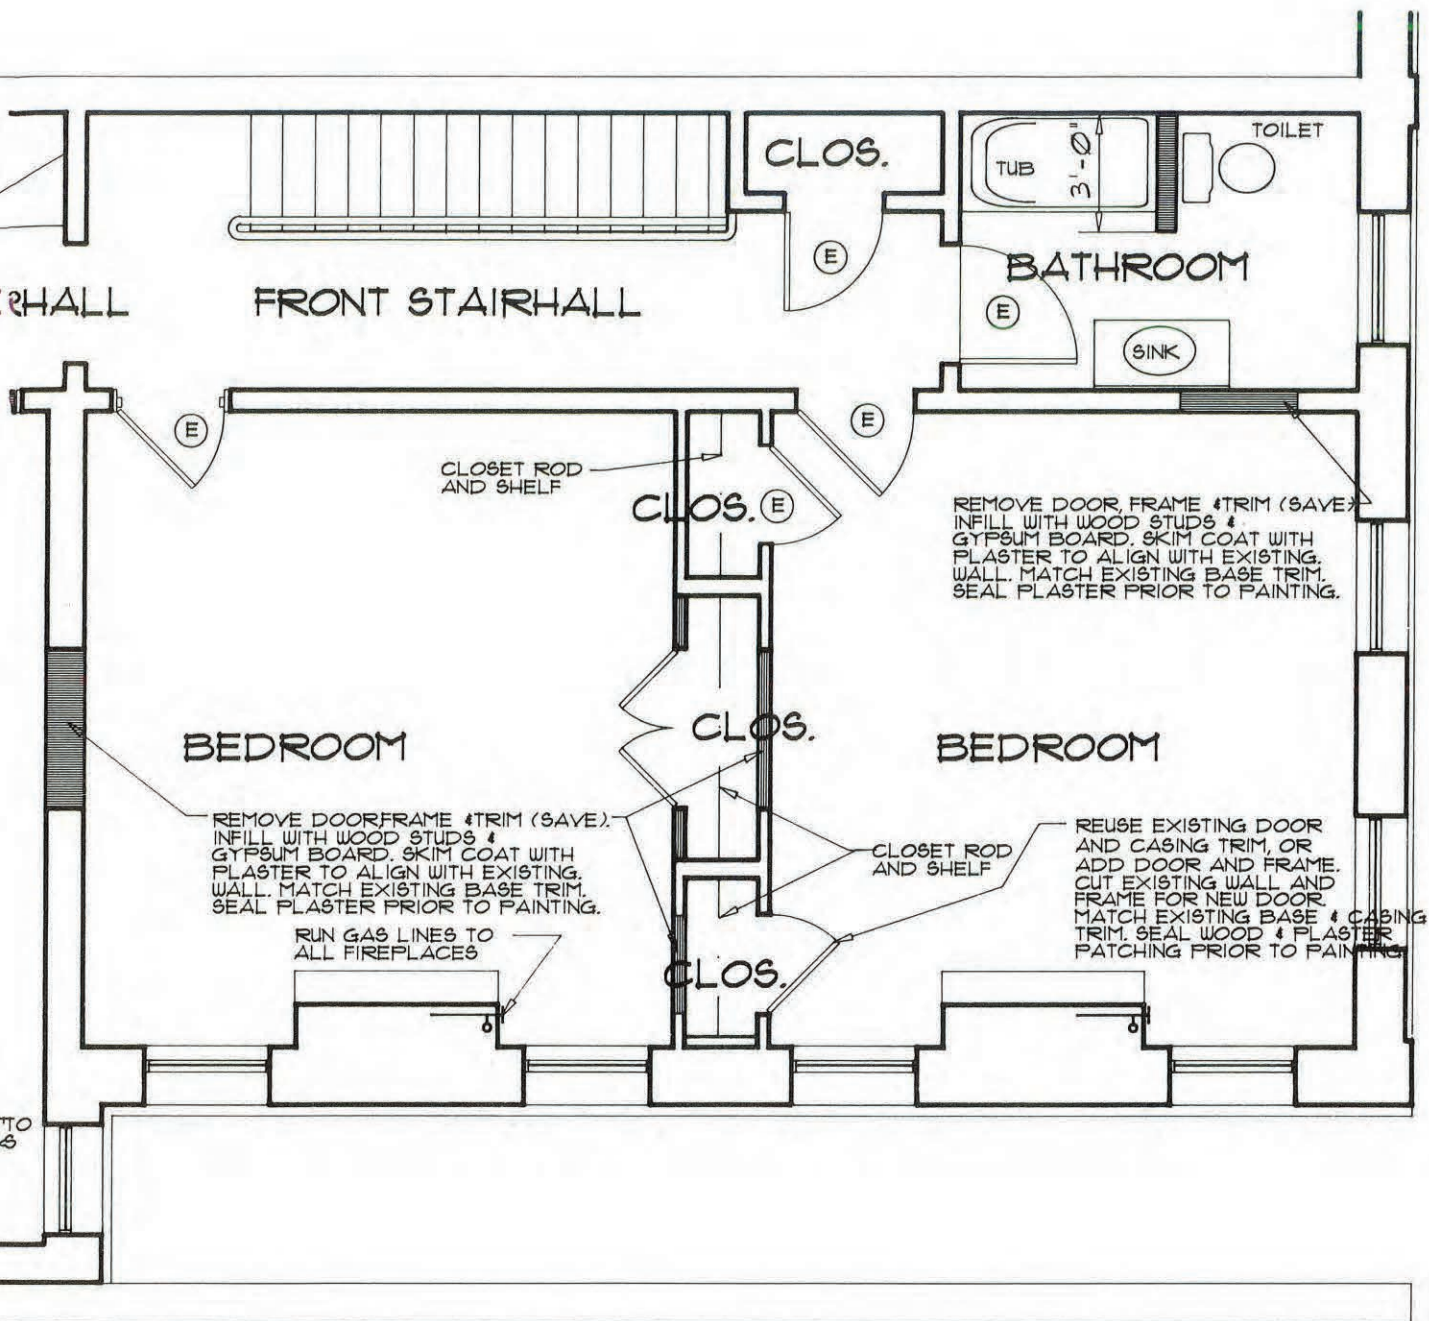 TOILET
CLOS.
TUB
3'-0"
E
BATHROOM
HALL
FRONT STAIRHALL
E
SINK
E
E
CLOSET ROD
AND SHELF
CLOS.
E
REMOVE DOOR, FRAME &TRIM (SAVE)
INFILL WITH WOOD STUDS &
GYPSUM BOARD. SKIM COAT WITH
PLASTER TO ALIGN WITH EXISTING.
WALL. MATCH EXISTING BASE TRIM.
SEAL PLASTER PRIOR TO PAINTING.
CLOS.
BEDROOM
BEDROOM
REMOVE DOOR,FRAME &TRIM (SAVE).
INFILL WITH WOOD STUDS &
GYPSUM BOARD. SKIM COAT WITH
PLASTER TO ALIGN WITH EXISTING.
WALL. MATCH EXISTING BASE TRIM.
SEAL PLASTER PRIOR TO PAINTING.
CLOSET ROD
AND SHELF
REUSE EXISTING DOOR
AND CASING TRIM, OR
ADD DOOR AND FRAME.
CUT EXISTING WALL AND
FRAME FOR NEW DOOR.
MATCH EXISTING BASE & CASING
TRIM. SEAL WOOD & PLASTER
PATCHING PRIOR TO PAINTING
RUN GAS LINES TO
ALL FIREPLACES
CLOS.
TO
S